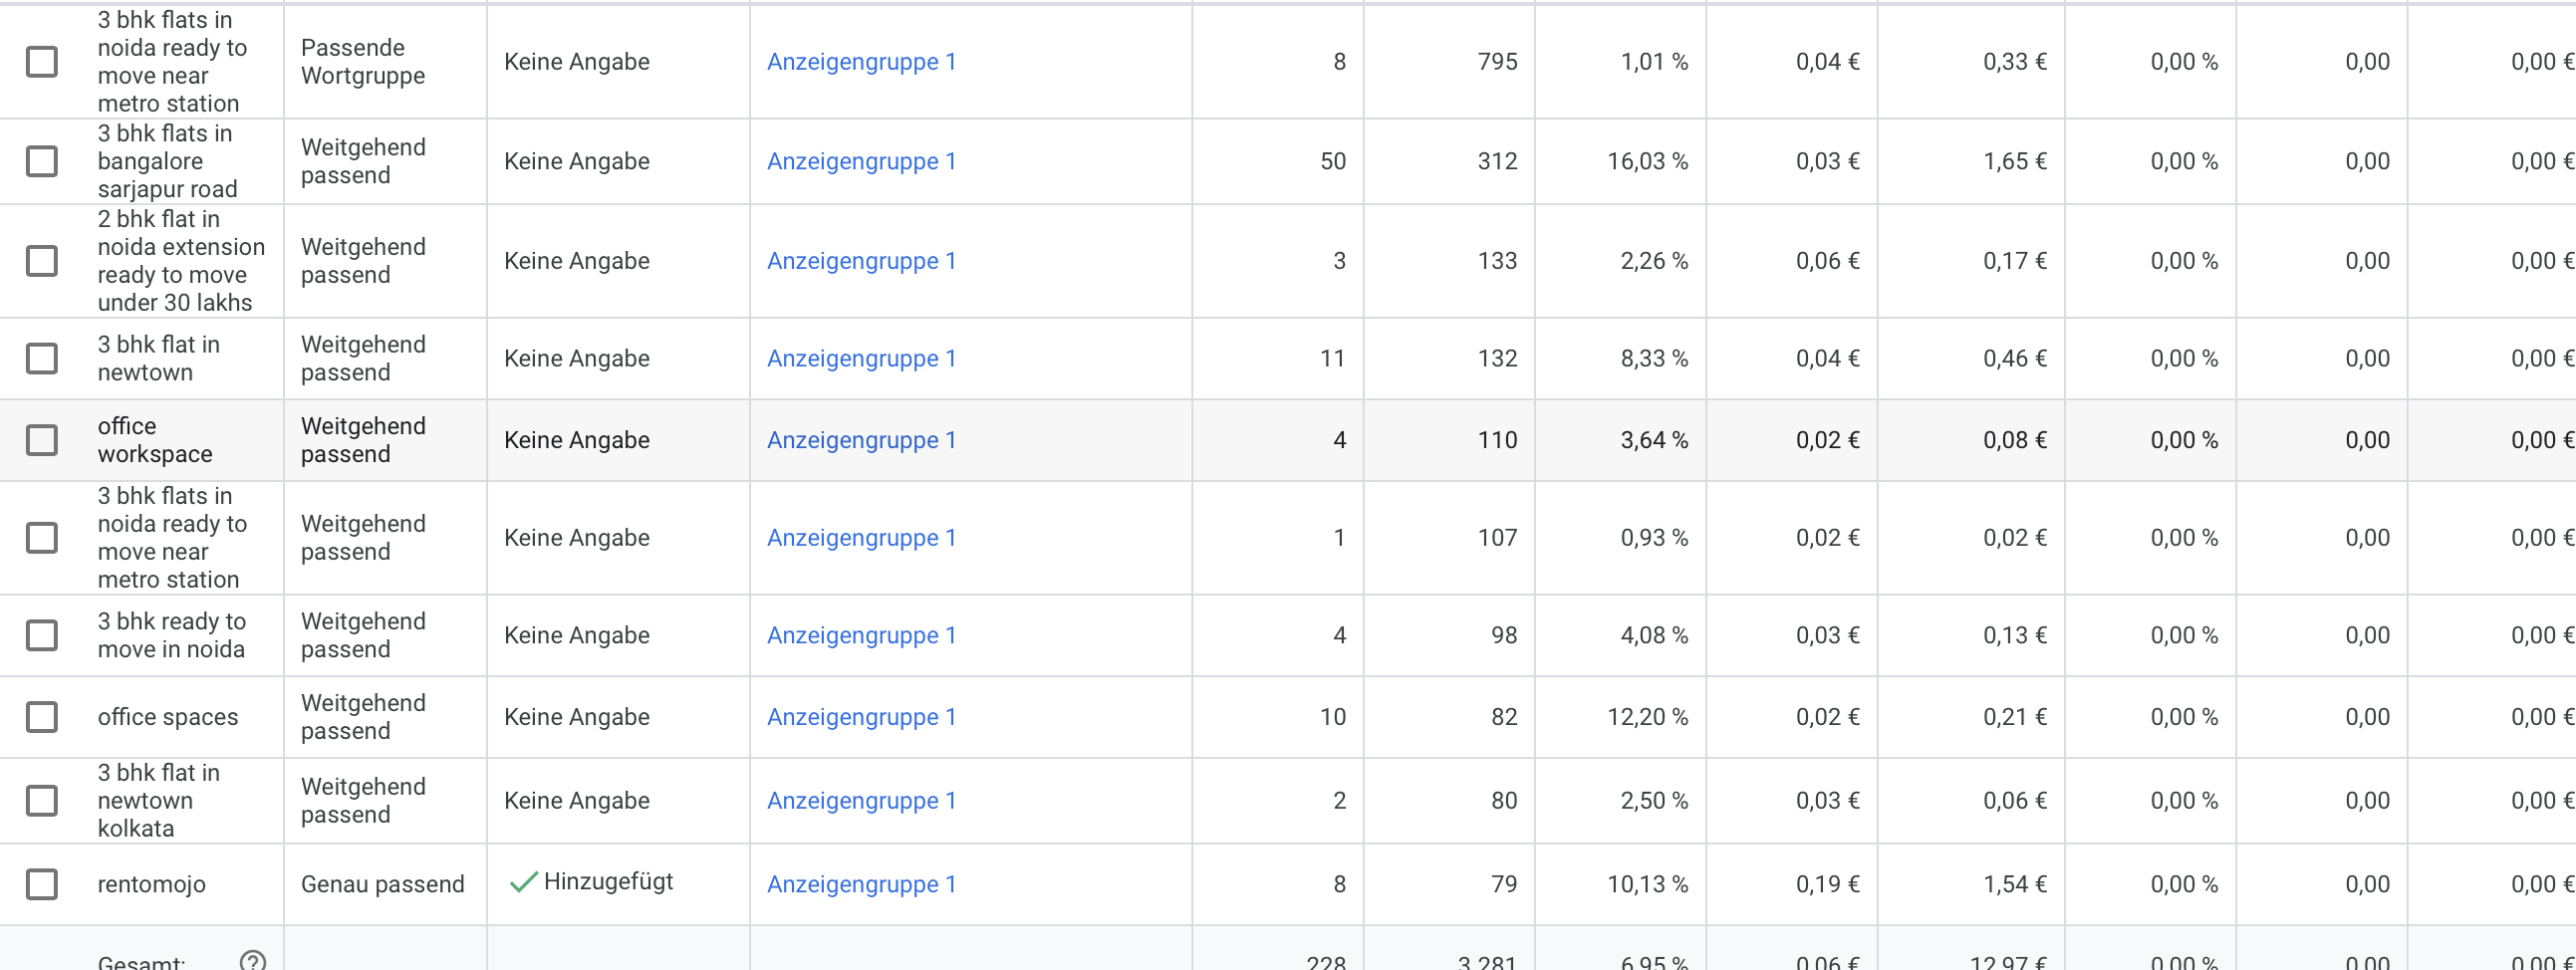 3 bhk flats in
noida ready to
move near
metro station
Passende
Wortgruppe
Keine Angabe
Anzeigengruppe 1
8
795
1,01 %
0,04 €
0,33 €
0,00 %
0,00
0,00 €
3 bhk flats in
bangalore
sarjapur road
Weitgehend
passend
Keine Angabe
Anzeigengruppe 1
50
312
16,03 %
0,03 €
1,65 €
0,00 %
0,00
0,00 €
2 bhk flat in
noida extension
ready to move
under 30 lakhs
Weitgehend
passend
Keine Angabe
Anzeigengruppe 1
3
133
2,26 %
0,06 €
0,17 €
0,00 %
0,00
0,00 €
3 bhk flat in
newtown
Weitgehend
passend
Keine Angabe
Anzeigengruppe 1
11
132
8,33 %
0,04 €
0,46 €
0,00 %
0,00
0,00 €
office
workspace
Weitgehend
passend
Keine Angabe
Anzeigengruppe 1
4
110
3,64 %
0,02 €
0,08 €
0,00 %
0,00
0,00 €
3 bhk flats in
noida ready to
move near
metro station
Weitgehend
passend
Keine Angabe
Anzeigengruppe 1
1
107
0,93 %
0,02 €
0,02 €
0,00 %
0,00
0,00 €
3 bhk ready to
move in noida
Weitgehend
passend
Keine Angabe
Anzeigengruppe 1
4
98
4,08 %
0,03 €
0,13 €
0,00 %
0,00
0,00 €
office spaces
Weitgehend
passend
Keine Angabe
Anzeigengruppe 1
10
82
12,20 %
0,02 €
0,21 €
0,00 %
0,00
0,00 €
3 bhk flat in
newtown
kolkata
Weitgehend
passend
Keine Angabe
Anzeigengruppe 1
2
80
2,50 %
0,03 €
0,06 €
0,00 %
0,00
0,00 €
rentomojo
Genau passend
Hinzugefügt
Anzeigengruppe 1
8
79
10,13 %
0,19 €
1,54 €
0,00 %
0,00
0,00 €
Gesamt:
228
3.281
6,95 %
0,06 €
12,97 €
0,00 %
0,00
0,00 €